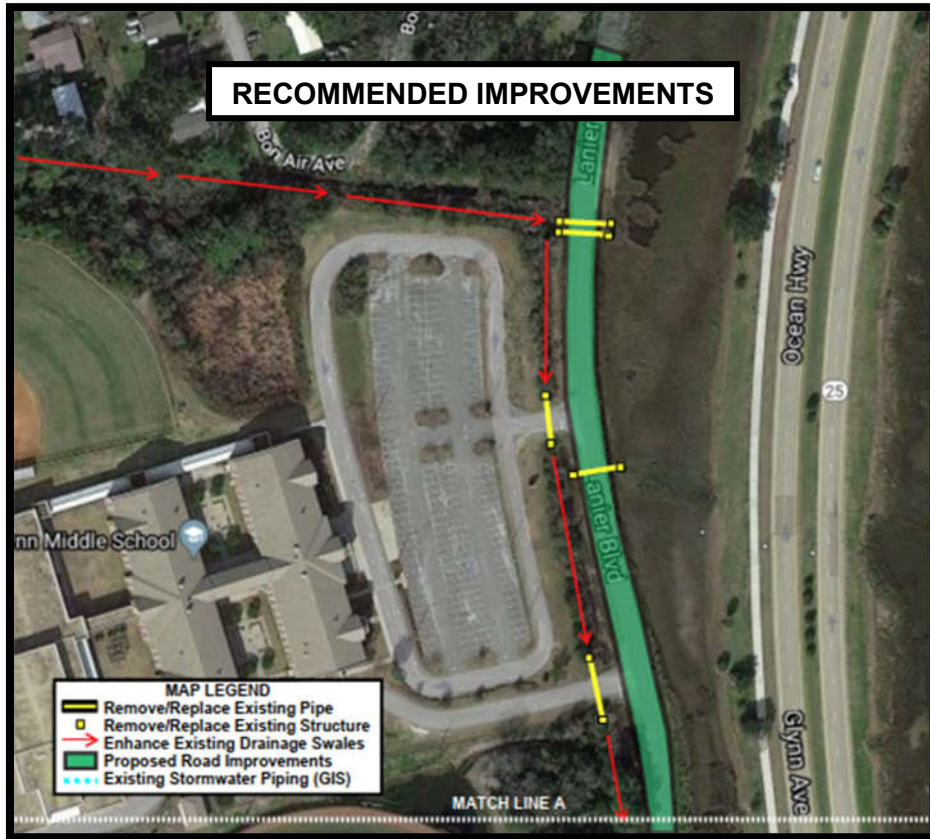 Bo
RECOMMENDED IMPROVEMENTS
Bon Air Ave
Lanier
Ocean Hwy
25
Lanier Blvd
nn Middle School
MAP LEGEND
Remove/Replace Existing Pipe
Remove/Replace Existing Structure
Enhance Existing Drainage Swales
Proposed Road Improvements
Existing Stormwater Piping (GIS)
Glynn Ave
MATCH LINE A